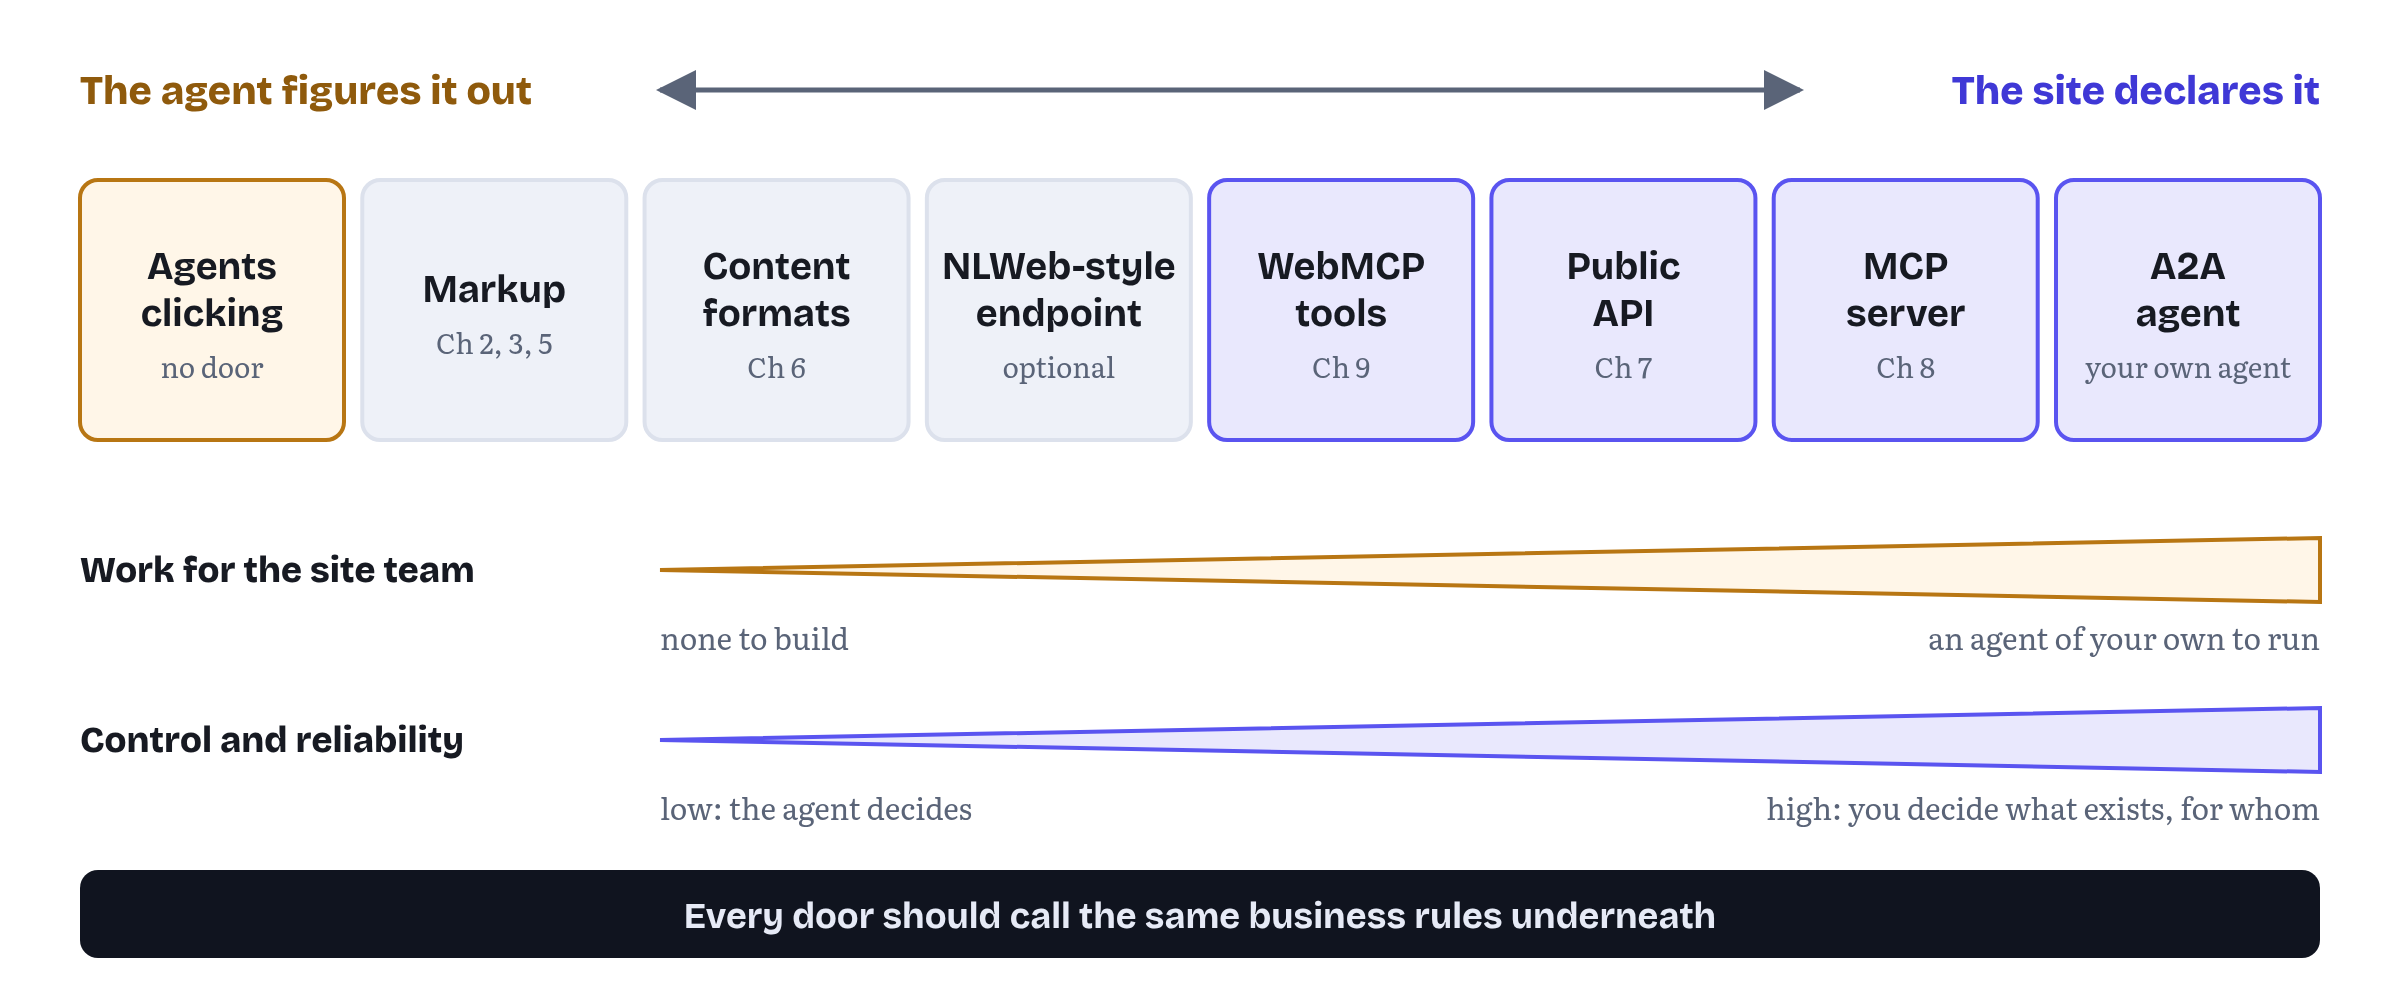 The agent figures it out
The site declares it
Agents
clicking
no door
Markup
Ch 2, 3, 5
Content
formats
Ch 6
NLWeb-style
endpoint
optional
WebMCP
tools
Ch 9
Public
API
Ch 7
MCP
server
Ch 8
A2A
agent
your own agent
Work for the site team
none to build
an agent of your own to run
Control and reliability
low: the agent decides
high: you decide what exists, for whom
Every door should call the same business rules underneath